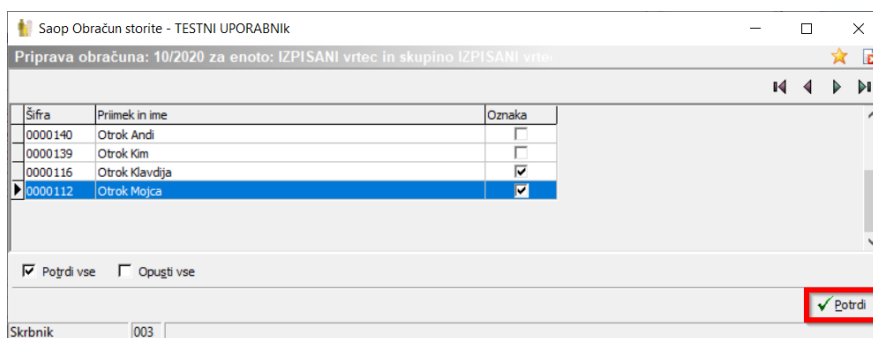 Saop Obračun storite - TESTNI UPORABNIk
Priprava obračuna: 10/2020 za enoto: IZPISANI vrtec in skupino IZPISANI vrtec
Šifra Priimek in ime Oznaka
0000140 Otrok Andi
0000139 Otrok Kim
0000116 Otrok Klavdija
0000112 Otrok Mojca
Potrdi vse Opusti vse
Potrdi
Skrbnik 003